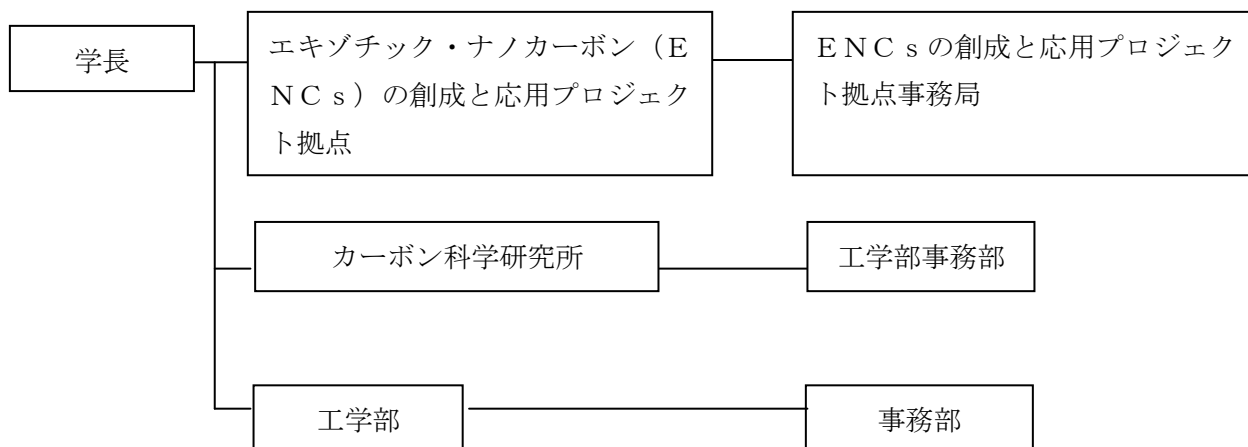 学長
エキゾチック・ナノカーボン（Ｅ
ＮＣｓ）の創成と応用プロジェク
ト拠点
ＥＮＣｓの創成と応用プロジェク
ト拠点事務局
カーボン科学研究所
工学部事務部
工学部
事務部